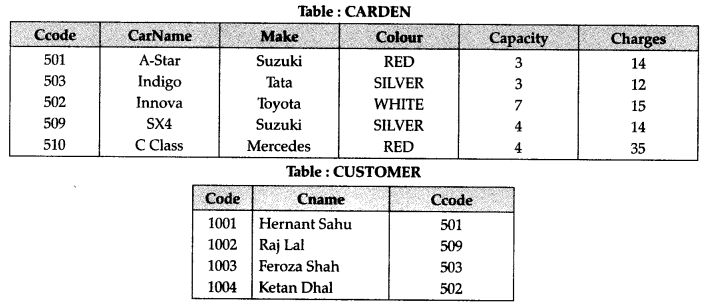 Table : CARDEN
Ccode CarName Make Colour Capacity Charges
501 A-Star Suzuki RED 3 14
503 Indigo Tata SILVER 3 12
502 Innova Toyota WHITE 7 15
509 SX4 Suzuki SILVER 4 14
510 C Class Mercedes RED 4 35
Table : CUSTOMER
Code Cname Ccode
1001 Hernant Sahu 501
1002 Raj Lal 509
1003 Feroza Shah 503
1004 Ketan Dhal 502